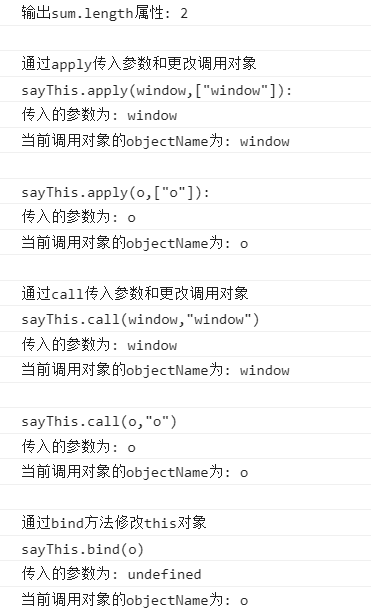 输出sum.length属性: 2
通过apply传入参数和更改调用对象
sayThis.apply(window,["window"]):
传入的参数为: window
当前调用对象的objectName为: window
sayThis.apply(o,["o"]):
传入的参数为: o
当前调用对象的objectName为: o
通过call传入参数和更改调用对象
sayThis.call(window,"window")
传入的参数为: window
当前调用对象的objectName为: window
sayThis.call(o,"o")
传入的参数为: o
当前调用对象的objectName为: o
通过bind方法修改this对象
sayThis.bind(o)
传入的参数为: undefined
当前调用对象的objectName为: o